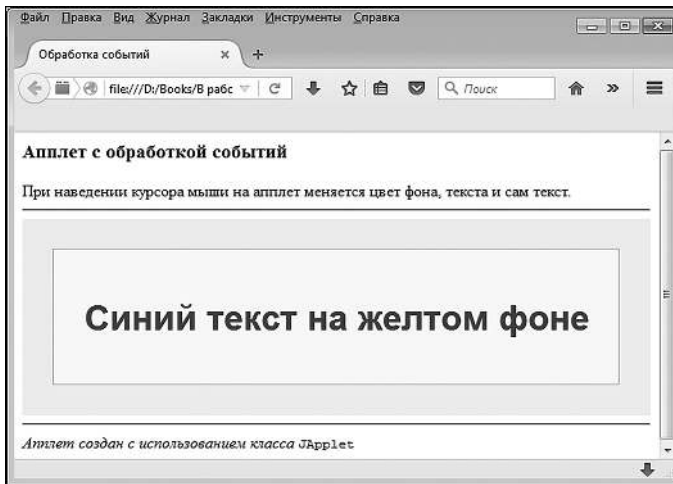 Файл Правка Вид Журнал Закладки Инструменты Справка
Обработка событий × +
file:///D:/Books/В рабс
Поиск
Апплет с обработкой событий
При наведении курсора мыши на апплет меняется цвет фона, текста и сам текст.
Синий текст на желтом фоне
Апплет создан с использованием класса JApplet